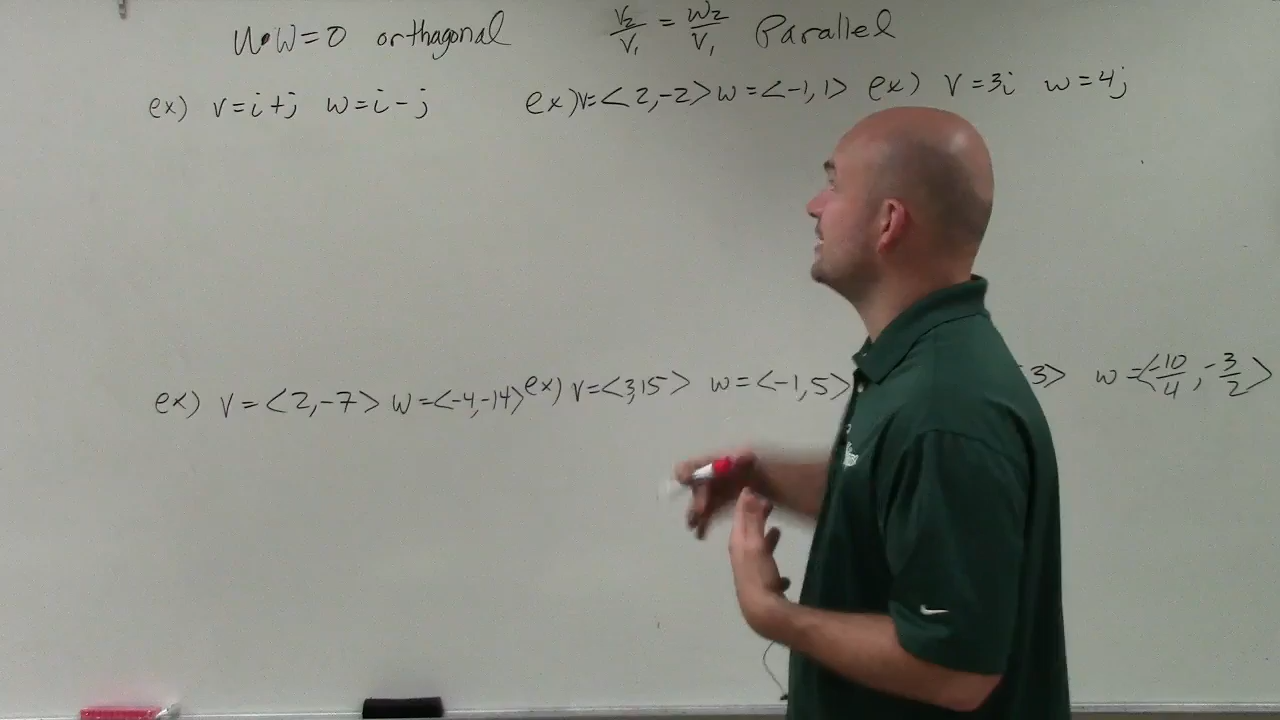 u•w=0 orthagonal v₂/v₁ = w₂/v₁ Parallel
ex) v=i+j w=i-j ex) v=<2,-2> w=<-1,1> ex) v=3i w=4j
ex) v=<2,-7> w=<-4,-14> ex) v=<3,15> w=<-1,5> 3> w=<-10/4,-3/2>